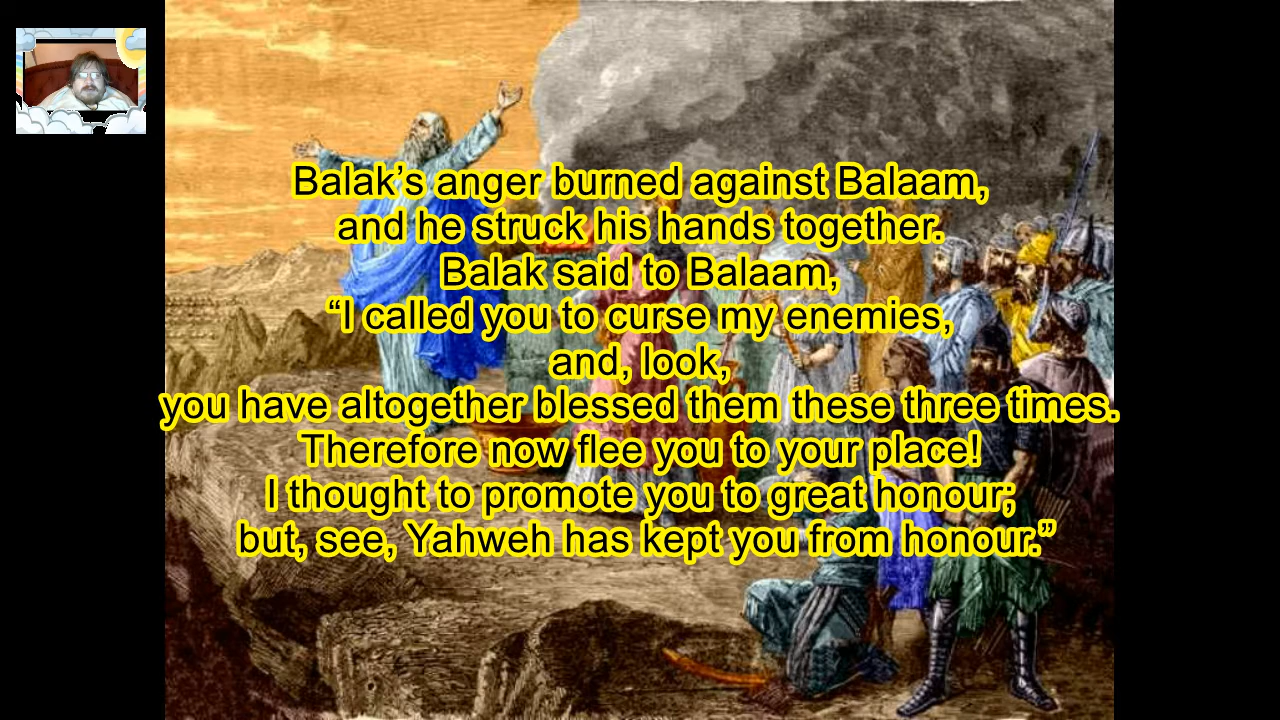 Balak’s anger burned against Balaam,
and he struck his hands together.
Balak said to Balaam,
“I called you to curse my enemies,
and, look,
you have altogether blessed them these three times.
Therefore now flee you to your place!
I thought to promote you to great honour;
but, see, Yahweh has kept you from honour.”